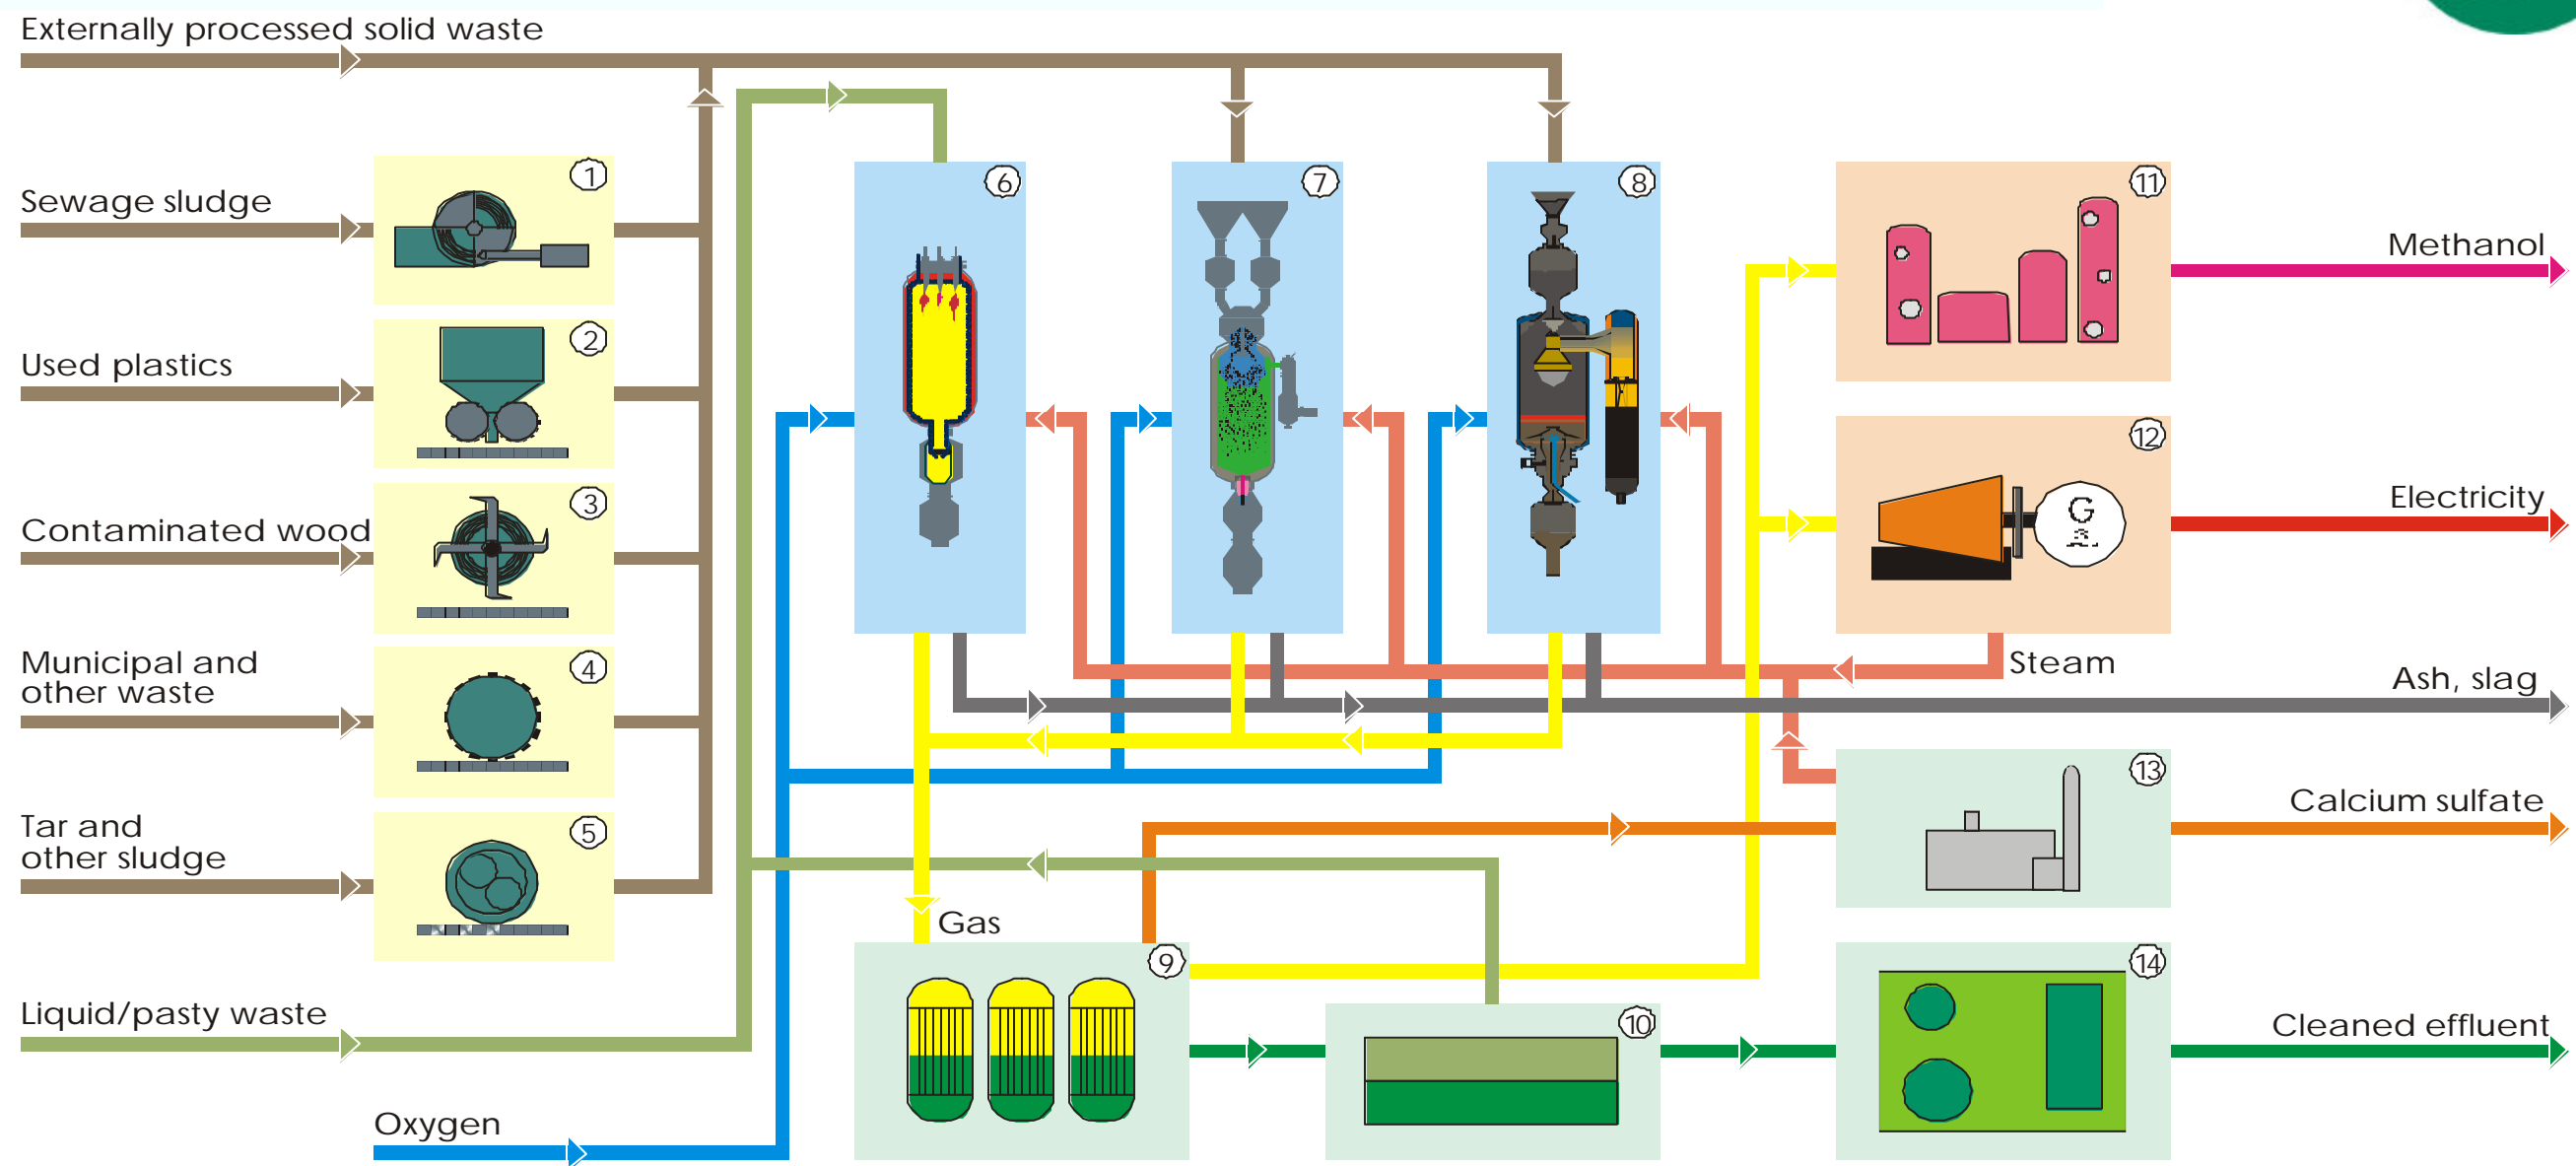 Externally processed solid waste
Sewage sludge
1
Used plastics
2
Contaminated wood
3
Municipal and
other waste
4
Tar and
other sludge
5
Liquid/pasty waste
Oxygen
6
7
8
Gas
9
10
11
Methanol
12
G
Electricity
Steam
Ash, slag
13
Calcium sulfate
14
Cleaned effluent